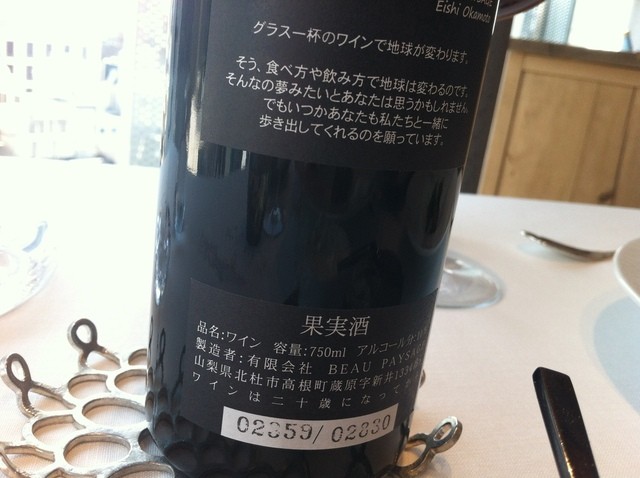 Eishi Okamoto
グラス一杯のワインで地球が変わります。
そう、食べ方や飲み方で地球は変わるのです。
そんなの夢みたいとあなたは思うかもしれません。
でもいつかあなたも私たちと一緒に
歩き出してくれるのを願っています。
果実酒
品名:ワイン 容量:750ml アルコール分:
製造者:有限会社 BEAU PAYSAG
山梨県北杜市高根町蔵原字新井1334
ワインは二十歳になって
02359/02830